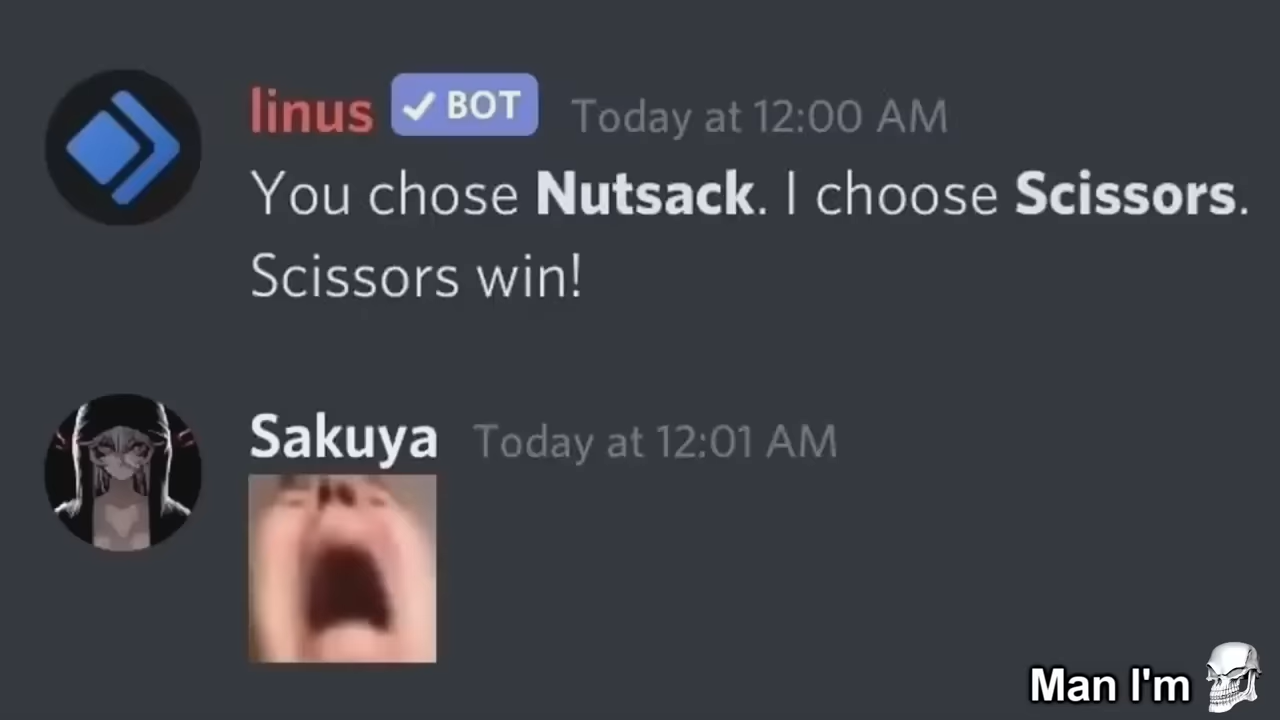 linus ✓ BOT Today at 12:00 AM
You chose Nutsack. I choose Scissors.
Scissors win!
Sakuya Today at 12:01 AM
Man I'm